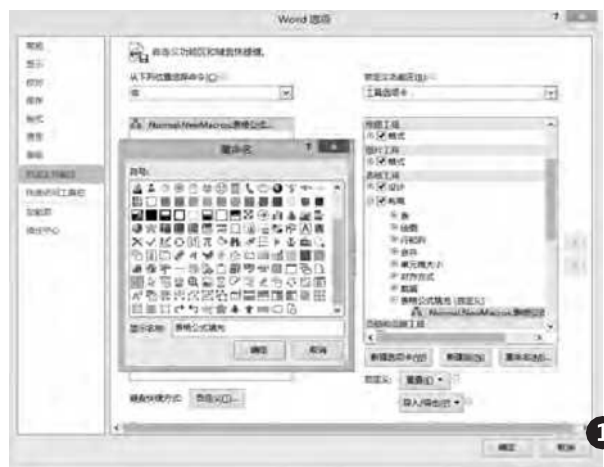 Word 选项
常规
显示
校对
保存
版式
语言
高级
自定义功能区
快速访问工具栏
加载项
信任中心
自定义功能区和键盘快捷键。
从下列位置选择命令(C):
宏
Normal.NewMacros.表格公式...
自定义功能区(B):
工具选项卡
绘图工具
格式
图片工具
格式
表格工具
设计
布局
表
绘图
行和列
合并
单元格大小
对齐方式
数据
表格公式填充 (自定义)
Normal.NewMacros.表格公式
页眉和页脚工具
重命名
符号:
显示名称: 表格公式填充
确定 取消
新建选项卡(W) 新建组(N) 重命名(M)...
自定义: 重置(E)
导入/导出(P)
键盘快捷方式: 自定义(T)...
确定 取消
1